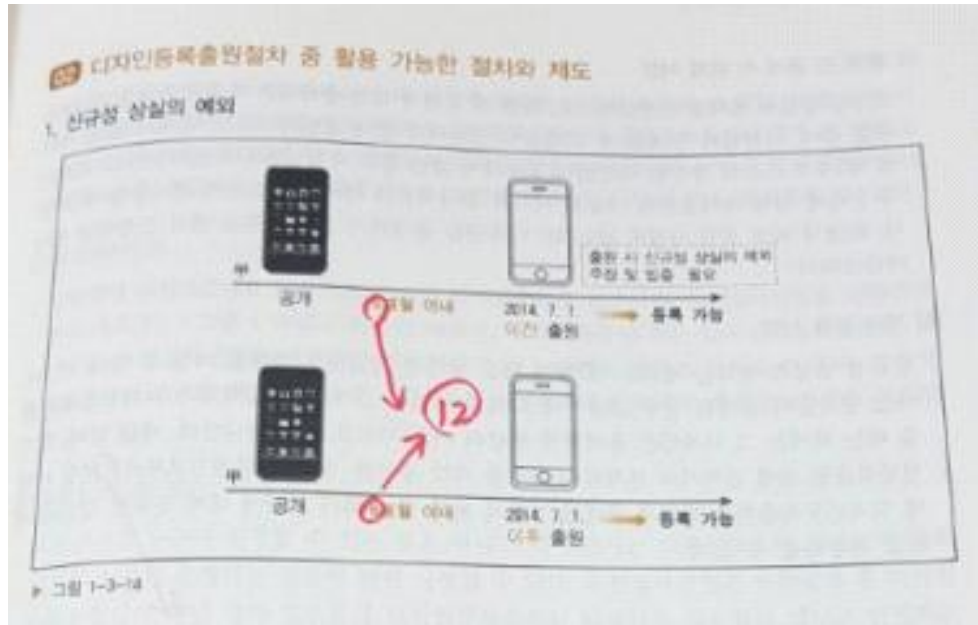 02 디자인등록출원절차 중 활용 가능한 절차와 제도
1. 신규성 상실의 예외
출원 시 신규성 상실의 예외
주장 및 입증 필요
甲
공개
개월 이내
2014. 7. 1.
이전 출원
등록 가능
12
甲
공개
개월 이내
2014. 7. 1.
이후 출원
등록 가능
그림 1-3-14